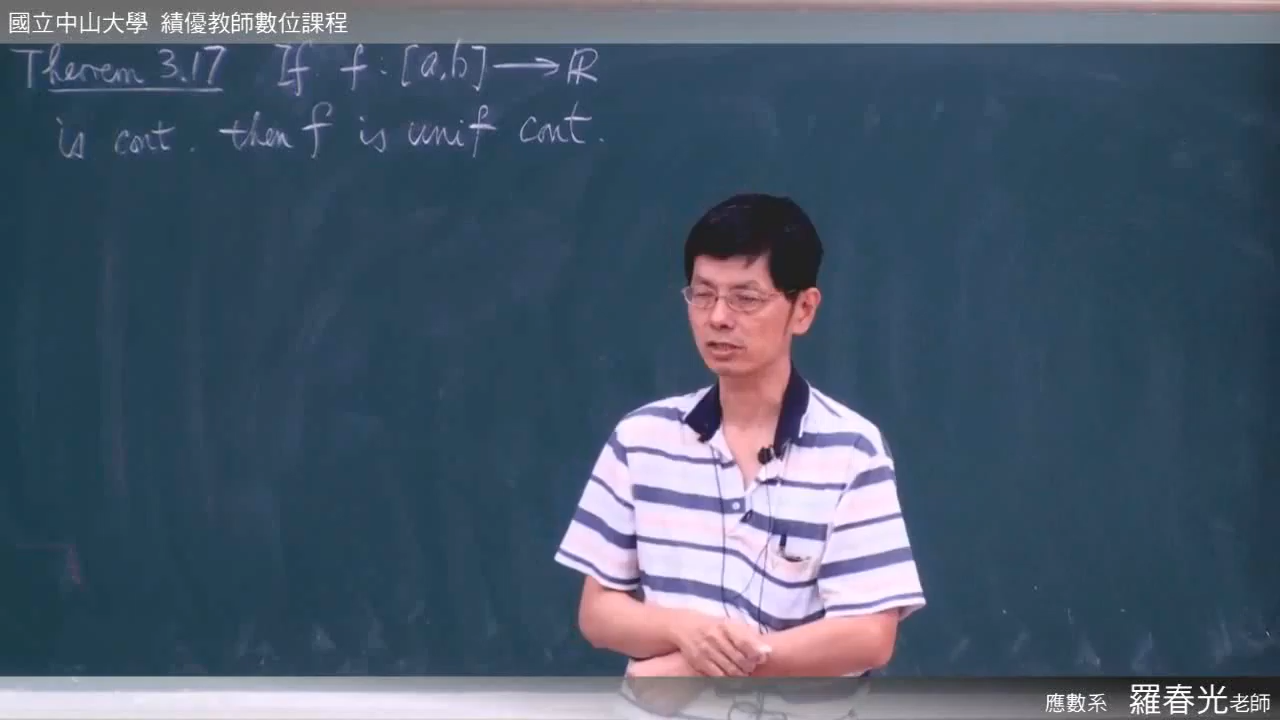 國立中山大學 績優教師數位課程
Theorem 3.17 If f : [a,b] → ℝ
is cont. then f is unif cont.
應數系 羅春光老師